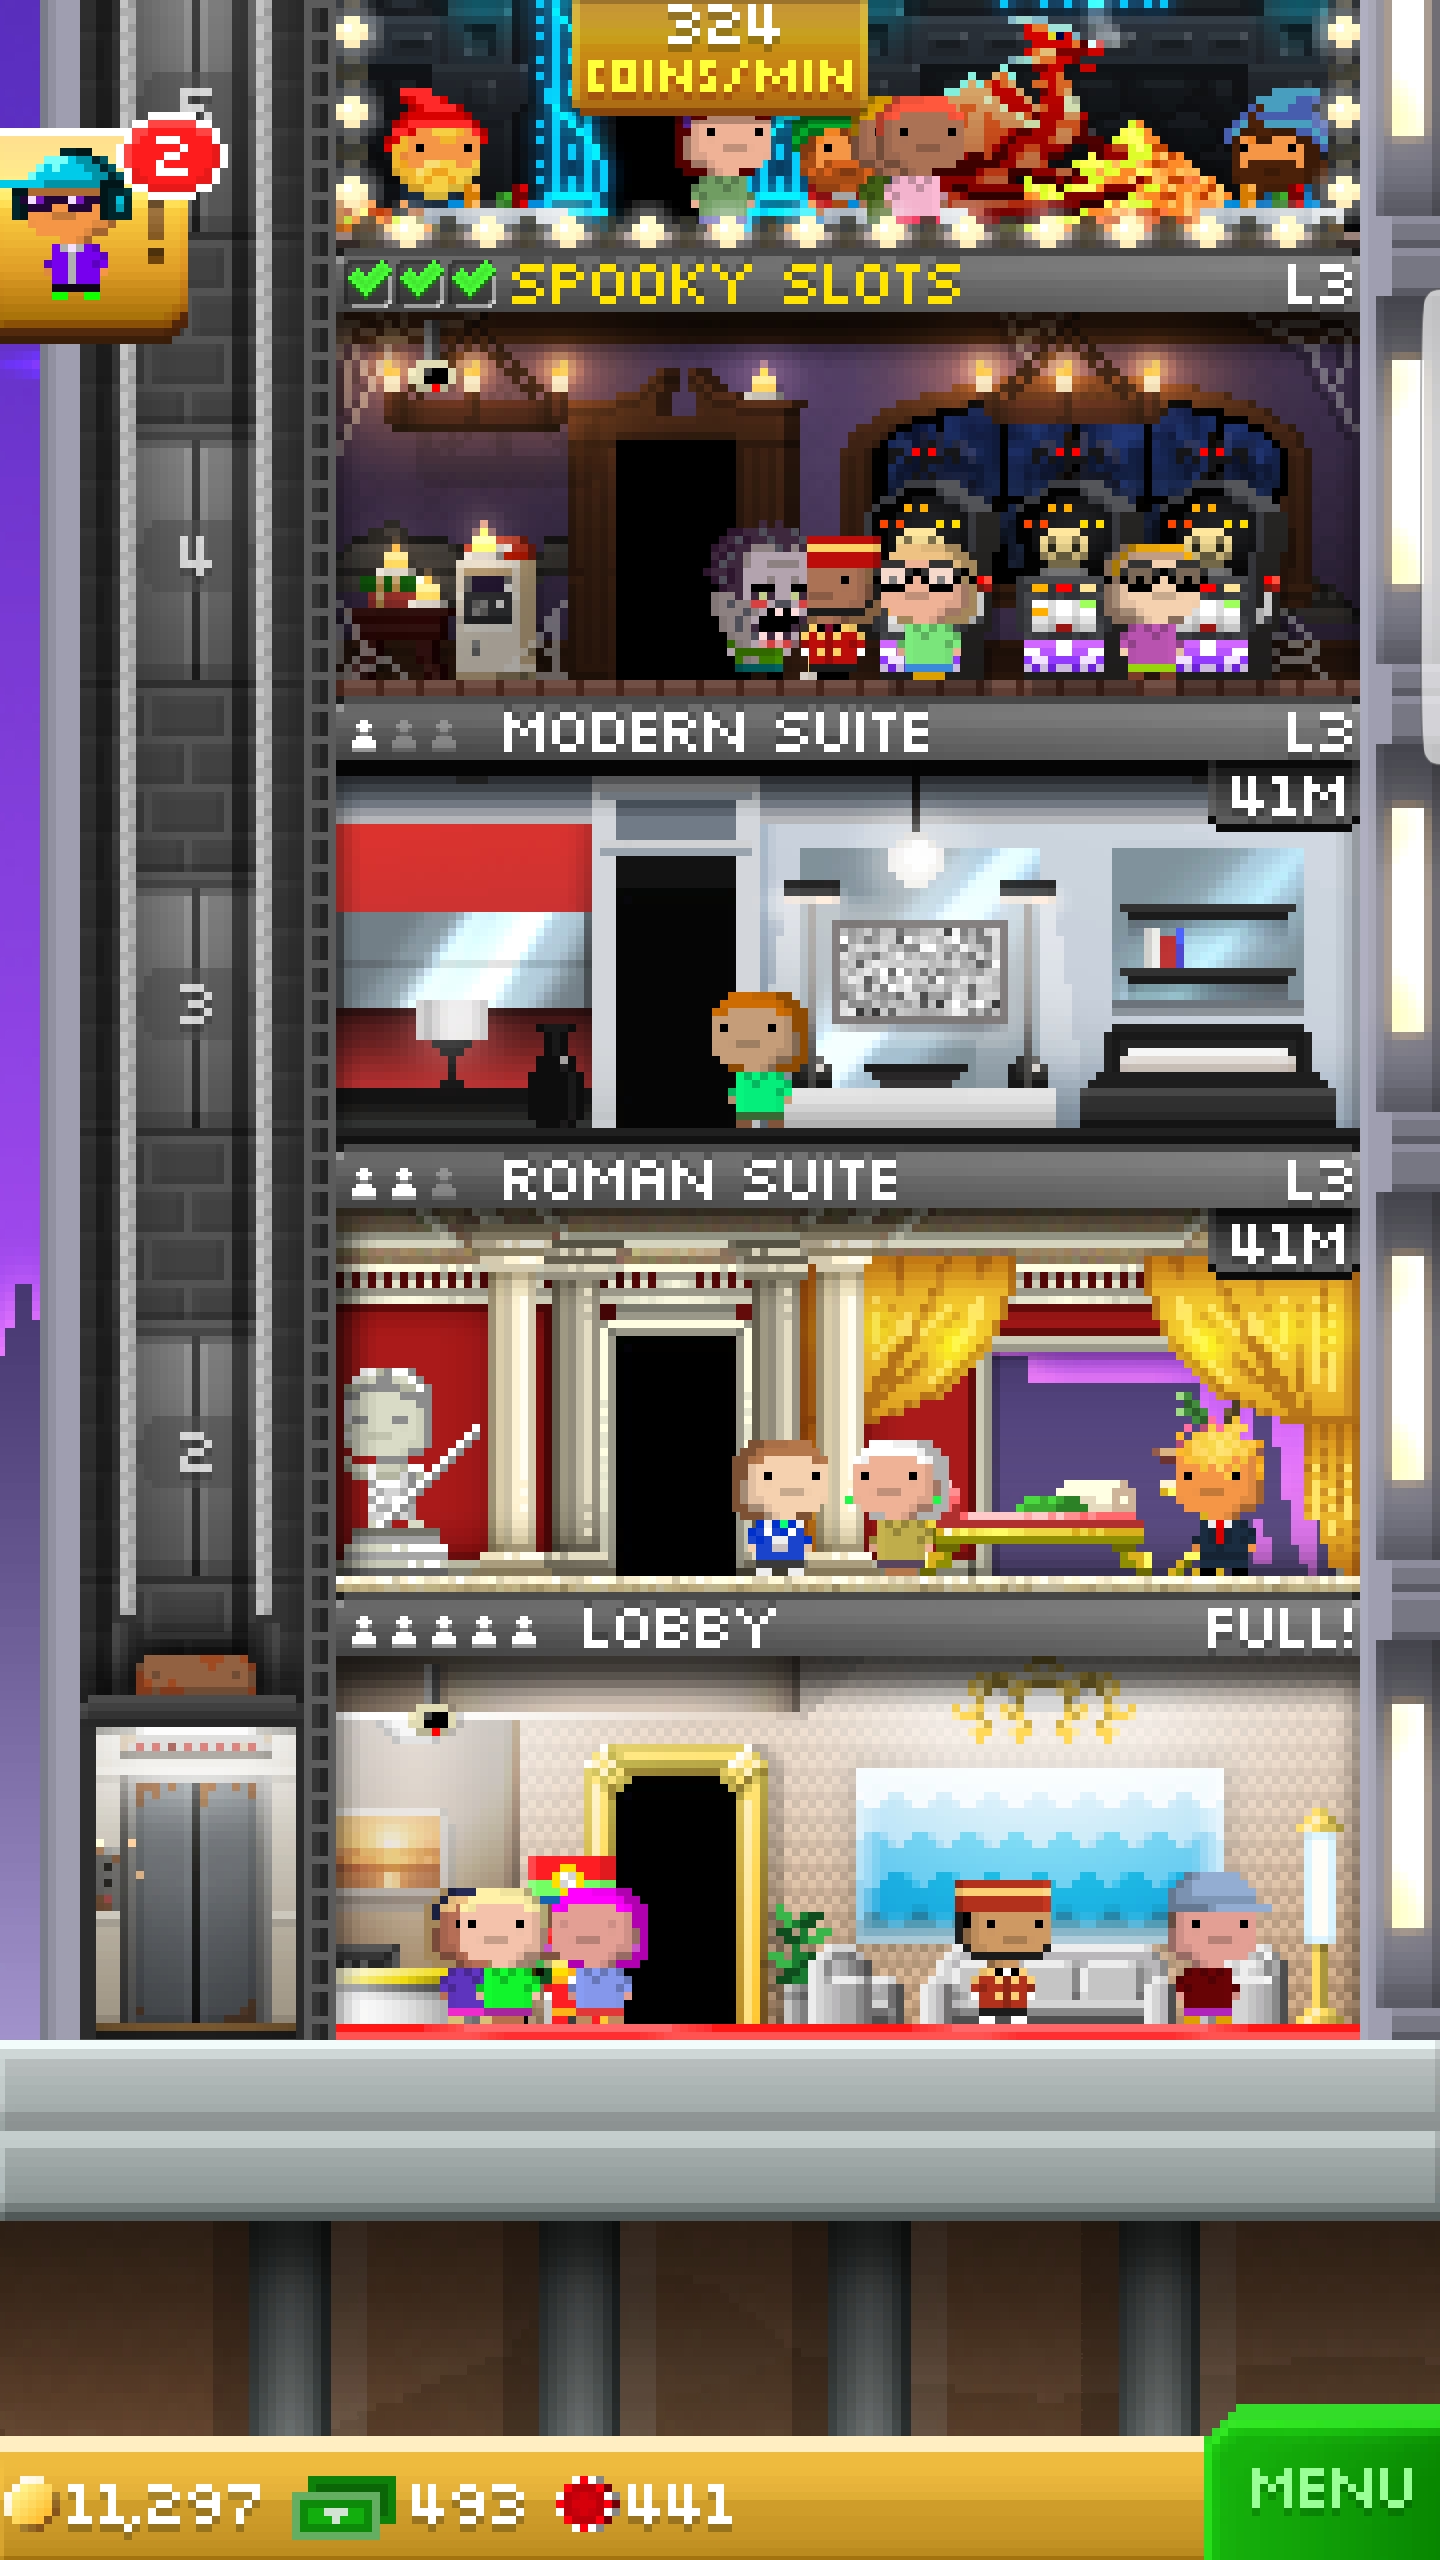 324
COINS/MIN
5
2
!
SPOOKY SLOTS L3
4
MODERN SUITE L3
41M
3
ROMAN SUITE L3
41M
2
LOBBY FULL!
11,297 493 441
MENU